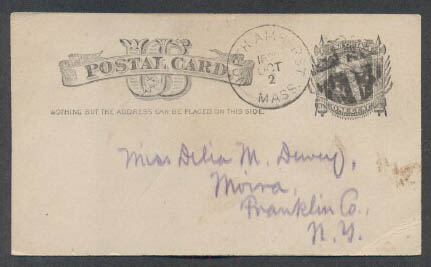 US
POSTAL CARD
NOTHING BUT THE ADDRESS CAN BE PLACED ON THIS SIDE.
AMHERST
OCT
2
MASS.
Miss Delia M. Dewey,
Moira,
Franklin Co.,
N.Y.